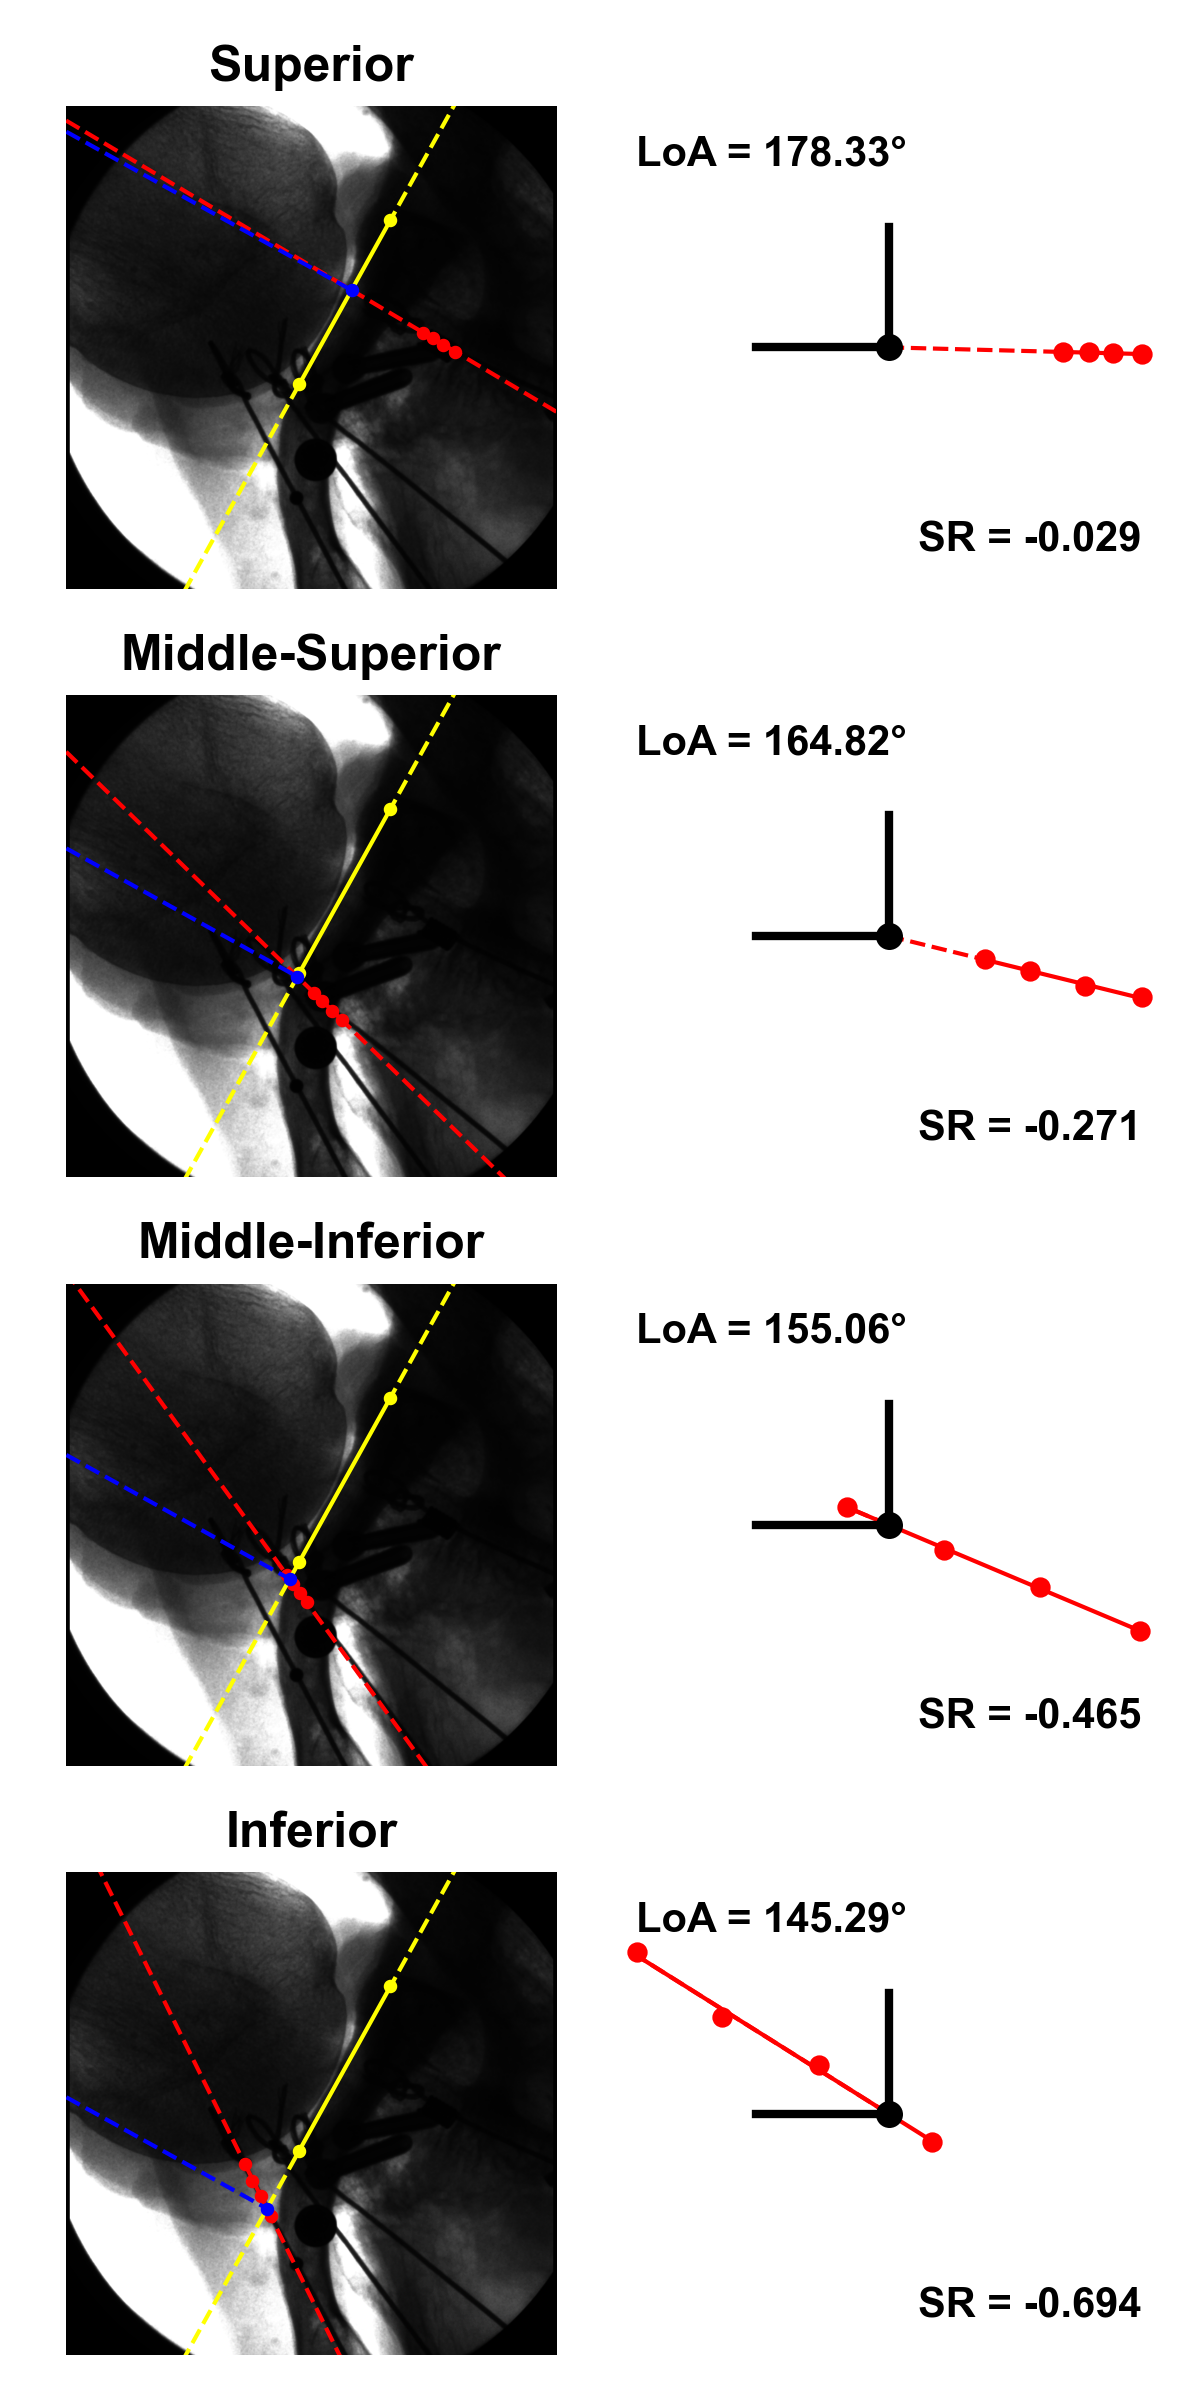 Superior
LoA = 178.33°
SR = -0.029
Middle-Superior
LoA = 164.82°
SR = -0.271
Middle-Inferior
LoA = 155.06°
SR = -0.465
Inferior
LoA = 145.29°
SR = -0.694